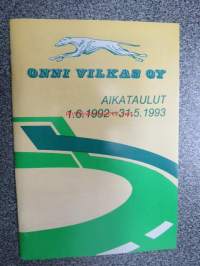 ONNI VILKAS OY
AIKATAULUT
1.6.1992 - 31.5.1993